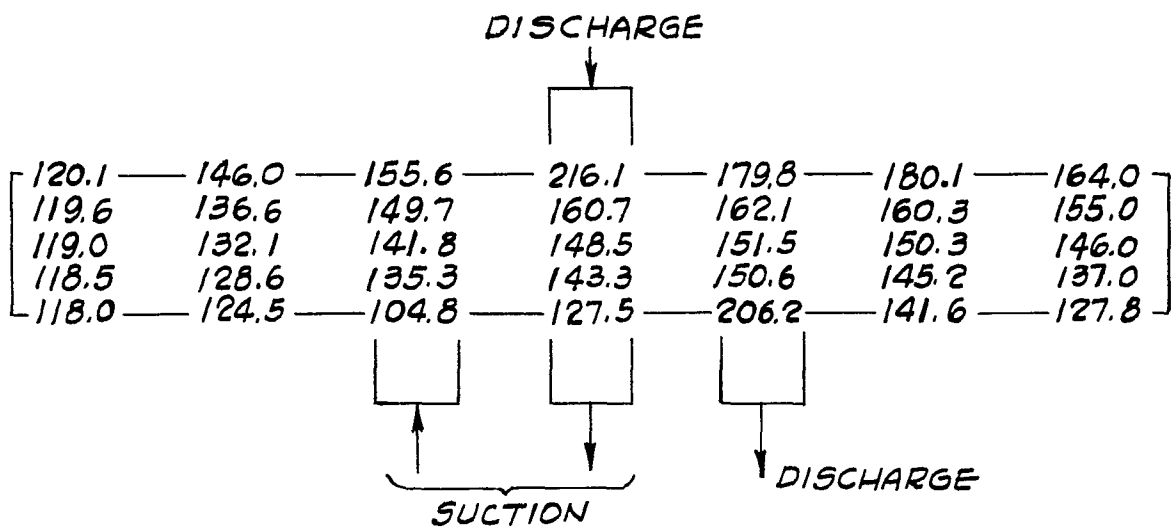 DISCHARGE
120.1 146.0 155.6 216.1 179.8 180.1 164.0
119.6 136.6 149.7 160.7 162.1 160.3 155.0
119.0 132.1 141.8 148.5 151.5 150.3 146.0
118.5 128.6 135.3 143.3 150.6 145.2 137.0
118.0 124.5 104.8 127.5 206.2 141.6 127.8
DISCHARGE
SUCTION